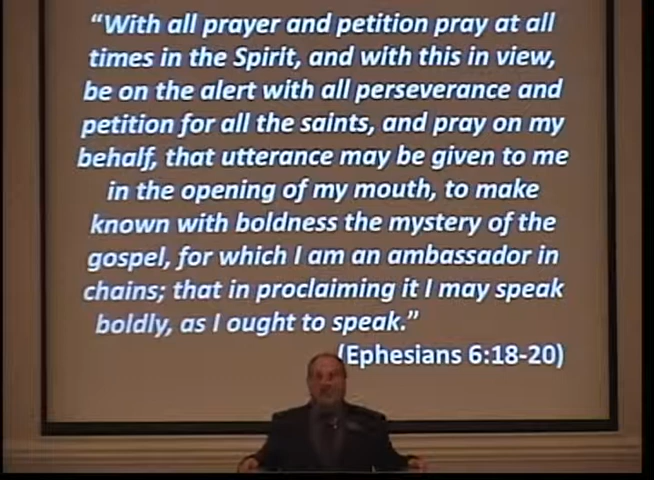 “With all prayer and petition pray at all
times in the Spirit, and with this in view,
be on the alert with all perseverance and
petition for all the saints, and pray on my
behalf, that utterance may be given to me
in the opening of my mouth, to make
known with boldness the mystery of the
gospel, for which I am an ambassador in
chains; that in proclaiming it I may speak
boldly, as I ought to speak.”
(Ephesians 6:18-20)